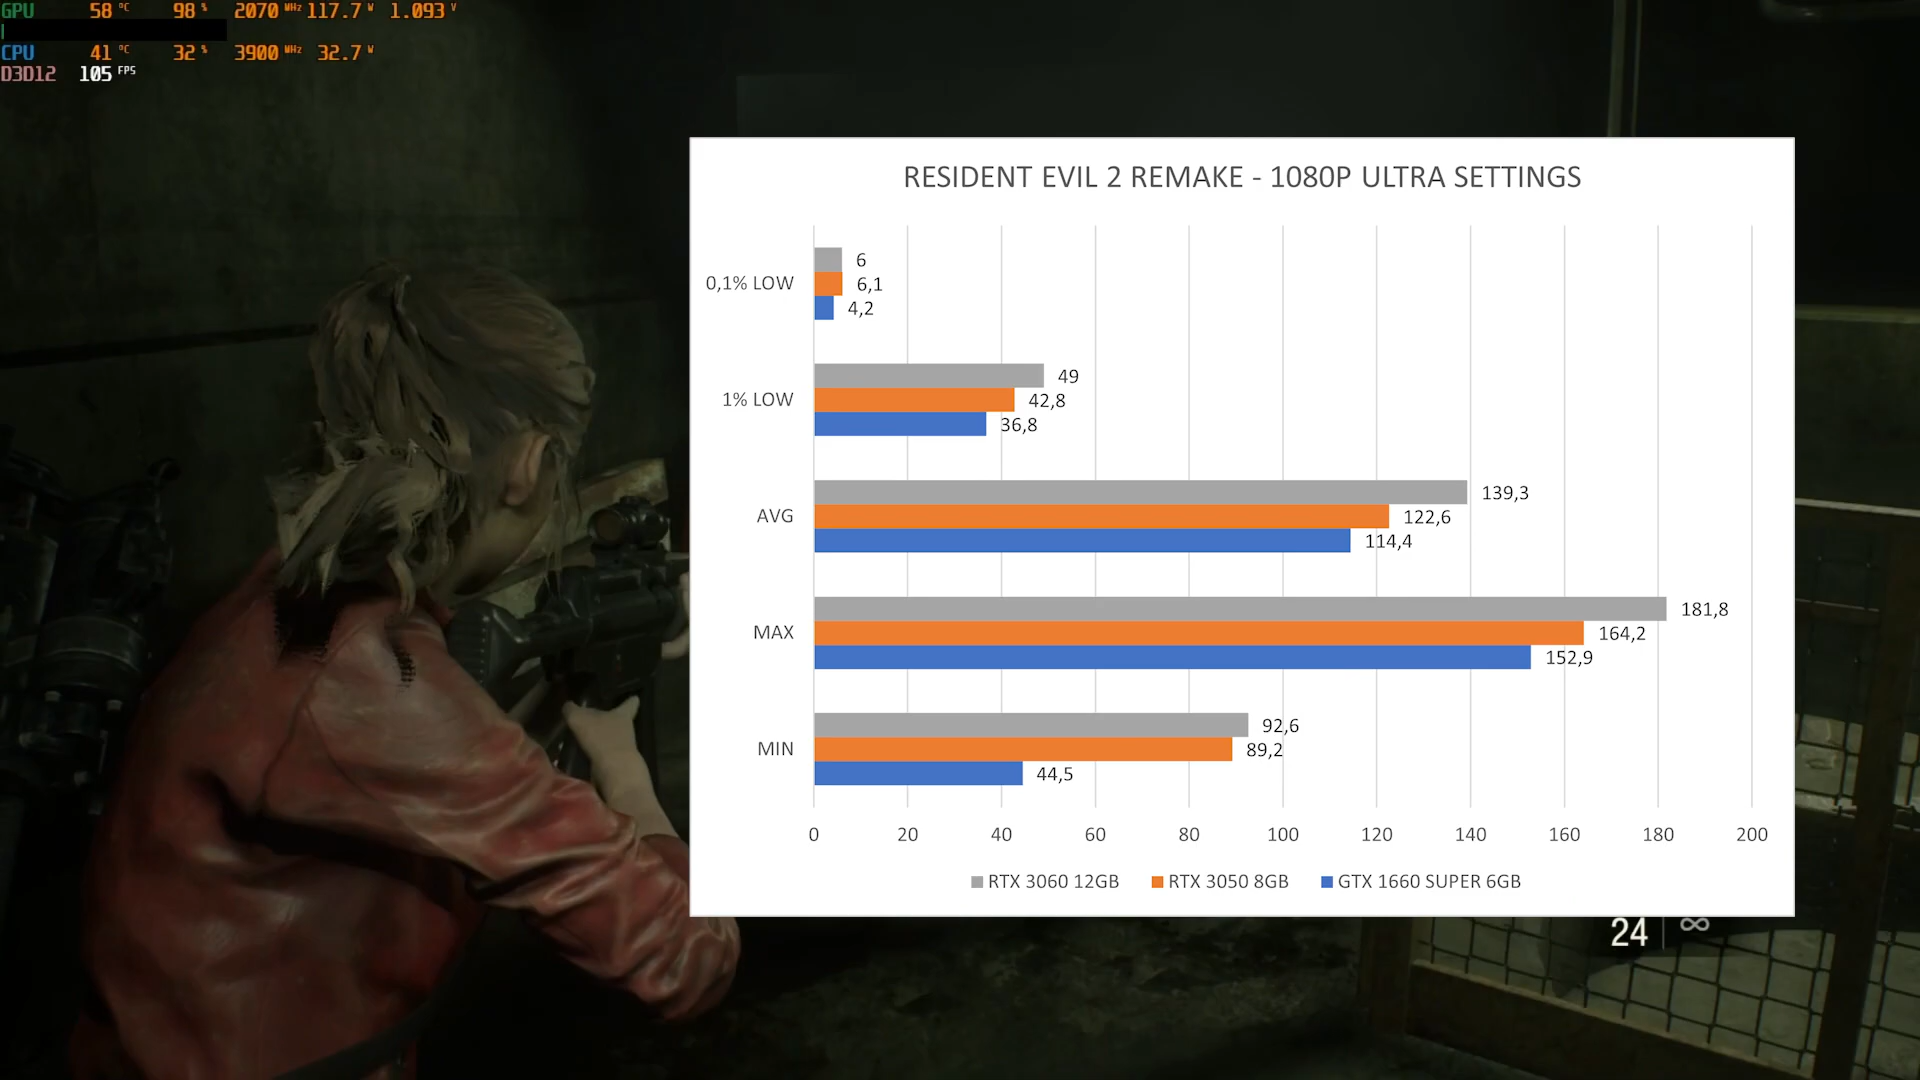 GPU 58 °C 98 % 2070 MHz 117.7 W 1.093 V
CPU 41 °C 32 % 3900 MHz 32.7 W
D3D12 105 FPS
RESIDENT EVIL 2 REMAKE - 1080P ULTRA SETTINGS
0,1% LOW 6
6,1
4,2
1% LOW 49
42,8
36,8
AVG 139,3
122,6
114,4
MAX 181,8
164,2
152,9
MIN 92,6
89,2
44,5
0 20 40 60 80 100 120 140 160 180 200
RTX 3060 12GB RTX 3050 8GB GTX 1660 SUPER 6GB
24 ∞